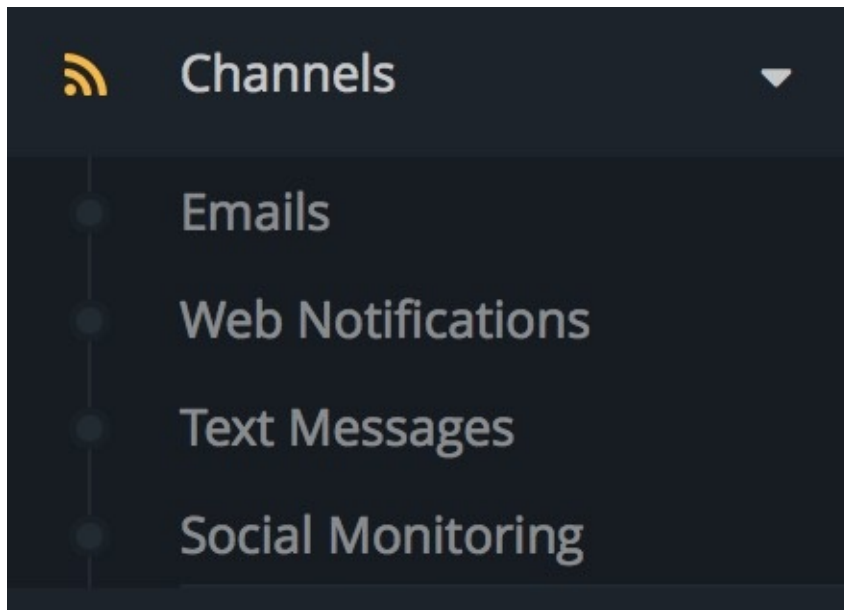 Channels
Emails
Web Notifications
Text Messages
Social Monitoring